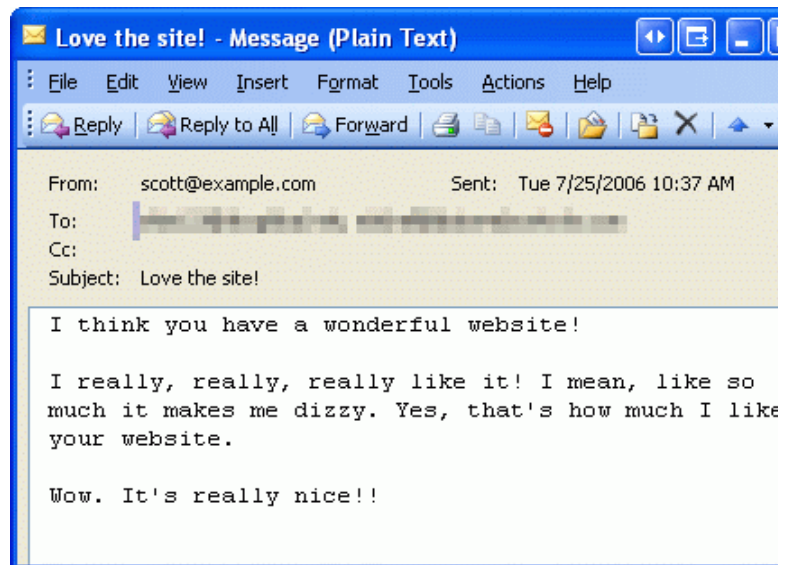 Love the site! - Message (Plain Text)
File Edit View Insert Format Tools Actions Help
Reply Reply to All Forward
From: scott@example.com Sent: Tue 7/25/2006 10:37 AM
To:
Cc:
Subject: Love the site!
I think you have a wonderful website!
I really, really, really like it! I mean, like so
much it makes me dizzy. Yes, that's how much I like
your website.
Wow. It's really nice!!